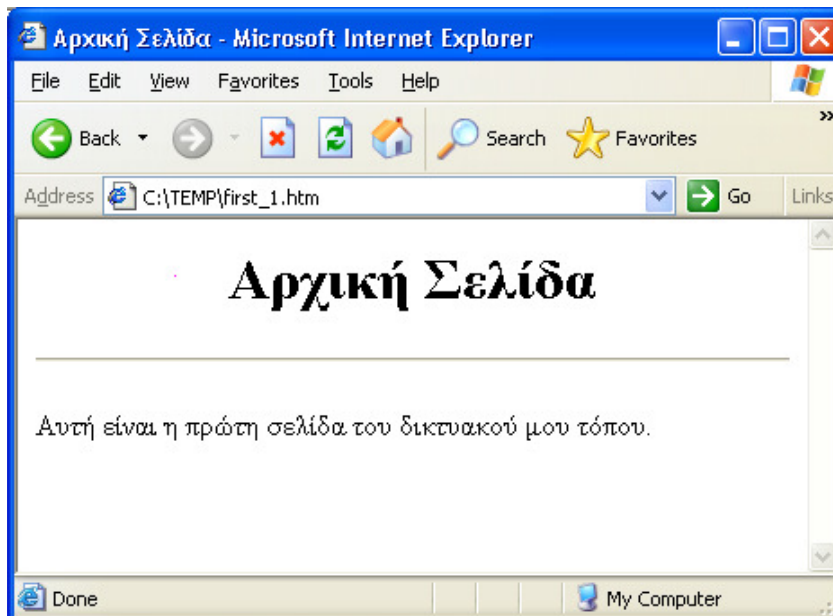 Αρχική Σελίδα - Microsoft Internet Explorer
File Edit View Favorites Tools Help
Back Search Favorites »
Address C:\TEMP\first_1.htm Go Links
Αρχική Σελίδα
Αυτή είναι η πρώτη σελίδα του δικτυακού μου τόπου.
Done My Computer